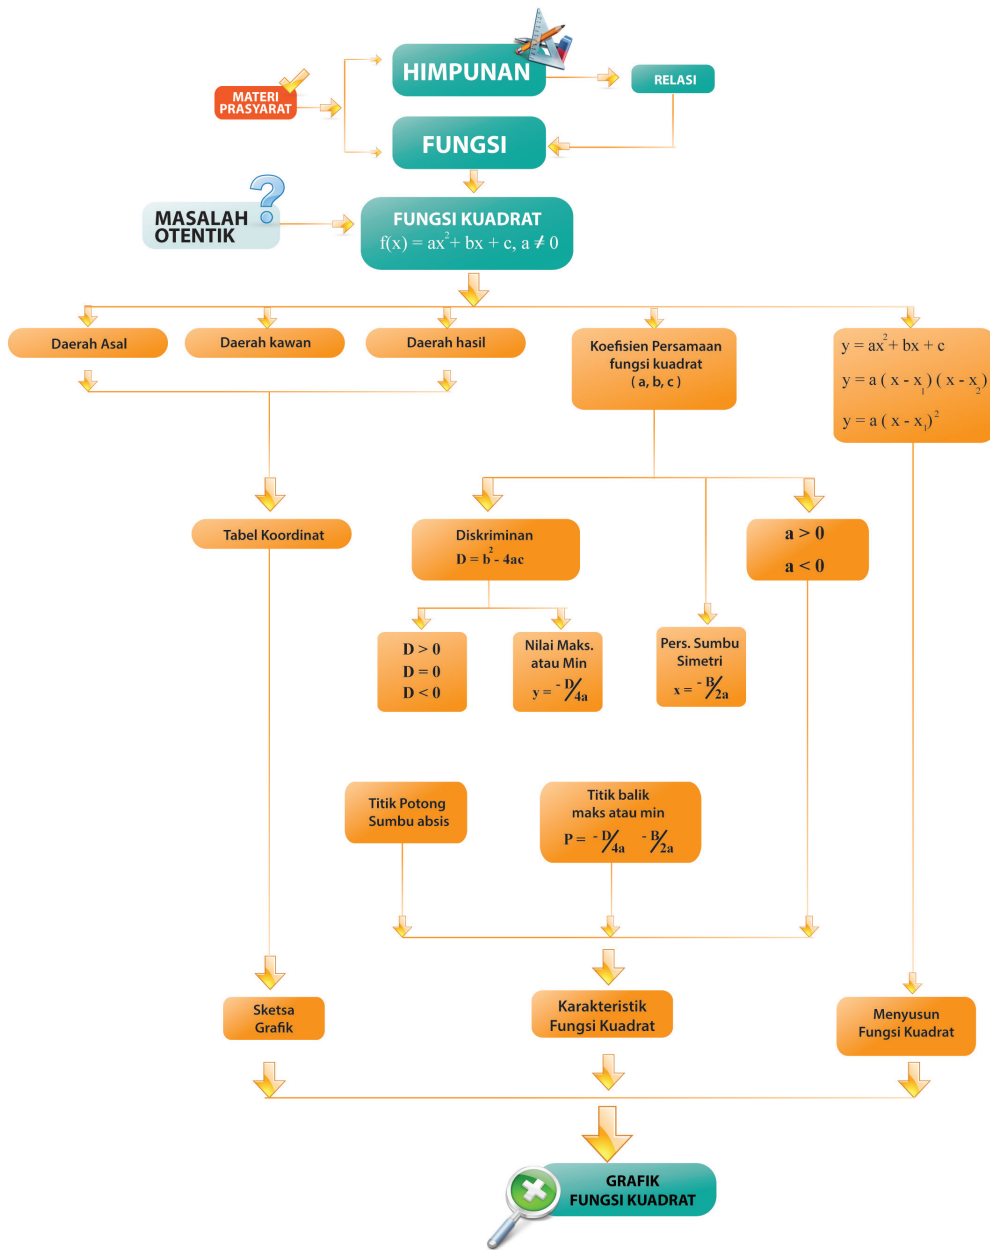 HIMPUNAN
RELASI
MATERI
PRASYARAT
FUNGSI
MASALAH
OTENTIK
?
FUNGSI KUADRAT
f(x) = ax² + bx + c, a ≠ 0
Daerah Asal
Daerah kawan
Daerah hasil
Koefisien Persamaan
fungsi kuadrat
( a, b, c )
y = ax² + bx + c
y = a ( x - x₁) ( x - x₂)
y = a ( x - x₁)²
Tabel Koordinat
Diskriminan
D = b² - 4ac
a > 0
a < 0
D > 0
D = 0
D < 0
Nilai Maks.
atau Min
y = - D/4a
Pers. Sumbu
Simetri
x = - B/2a
Titik Potong
Sumbu absis
Titik balik
maks atau min
P = - D/4a - B/2a
Sketsa
Grafik
Karakteristik
Fungsi Kuadrat
Menyusun
Fungsi Kuadrat
GRAFIK
FUNGSI KUADRAT